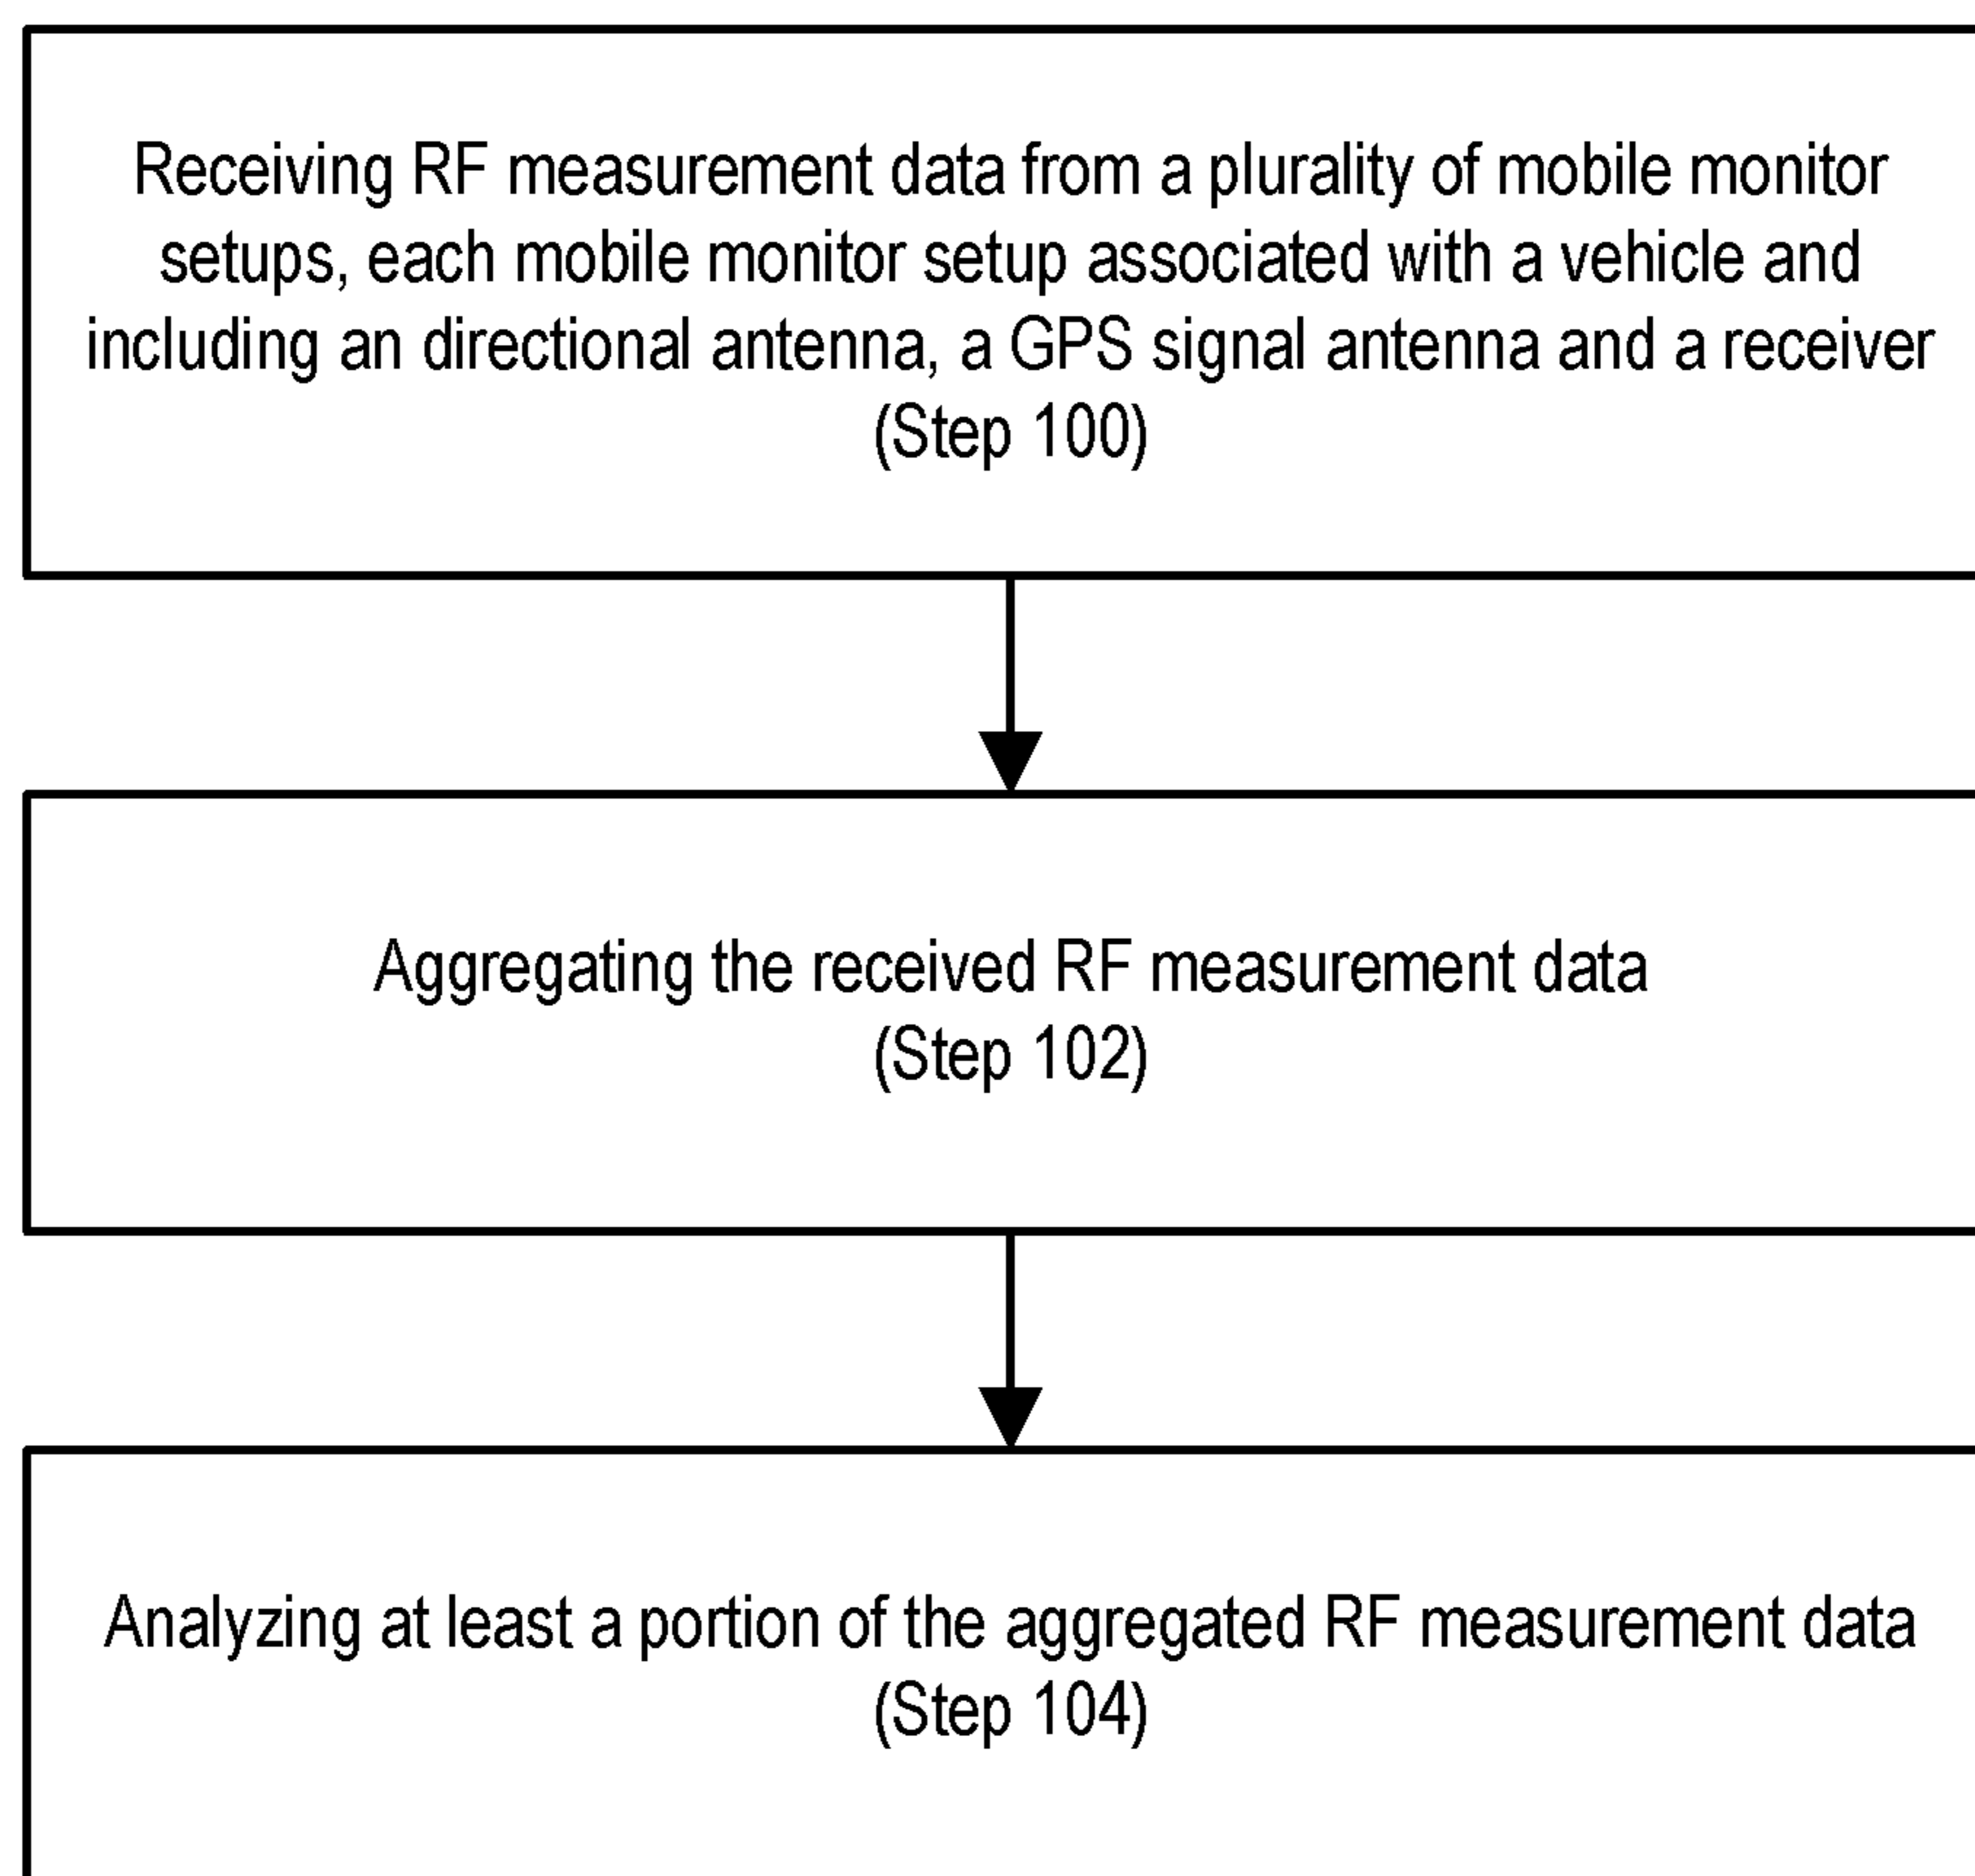 Receiving RF measurement data from a plurality of mobile monitor
setups, each mobile monitor setup associated with a vehicle and
including an directional antenna, a GPS signal antenna and a receiver
(Step 100)
Aggregating the received RF measurement data
(Step 102)
Analyzing at least a portion of the aggregated RF measurement data
(Step 104)